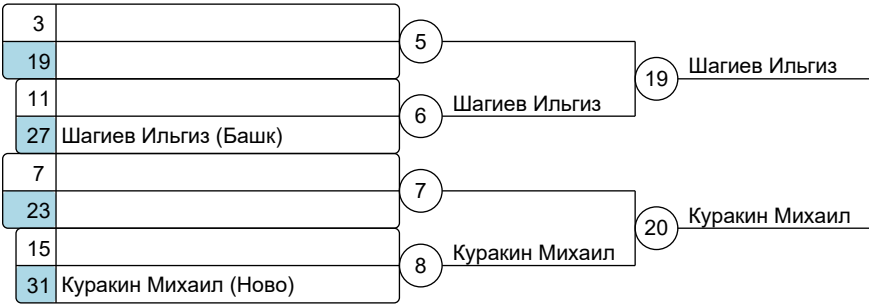 3
5
19
19 Шагиев Ильгиз
11
6 Шагиев Ильгиз
27 Шагиев Ильгиз (Башк)
7
7
23
20 Куракин Михаил
15
8 Куракин Михаил
31 Куракин Михаил (Ново)